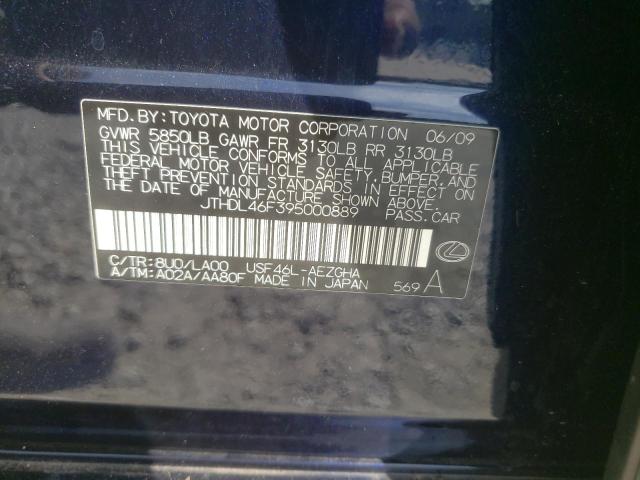 MFD.BY:TOYOTA MOTOR CORPORATION 06/09
GVWR 5850LB GAWR FR 3130LB RR 3130LB
THIS VEHICLE CONFORMS TO ALL APPLICABLE
FEDERAL MOTOR VEHICLE SAFETY,BUMPER,AND
THEFT PREVENTION STANDARDS IN EFFECT ON
THE DATE OF MANUFACTURE SHOWN ABOVE.
JTHDL46F395000889 PASS.CAR
C/TR:8U0/LA00 USF46L-AEZGHA
A/TM:A02A/AA80F MADE IN JAPAN 569 A